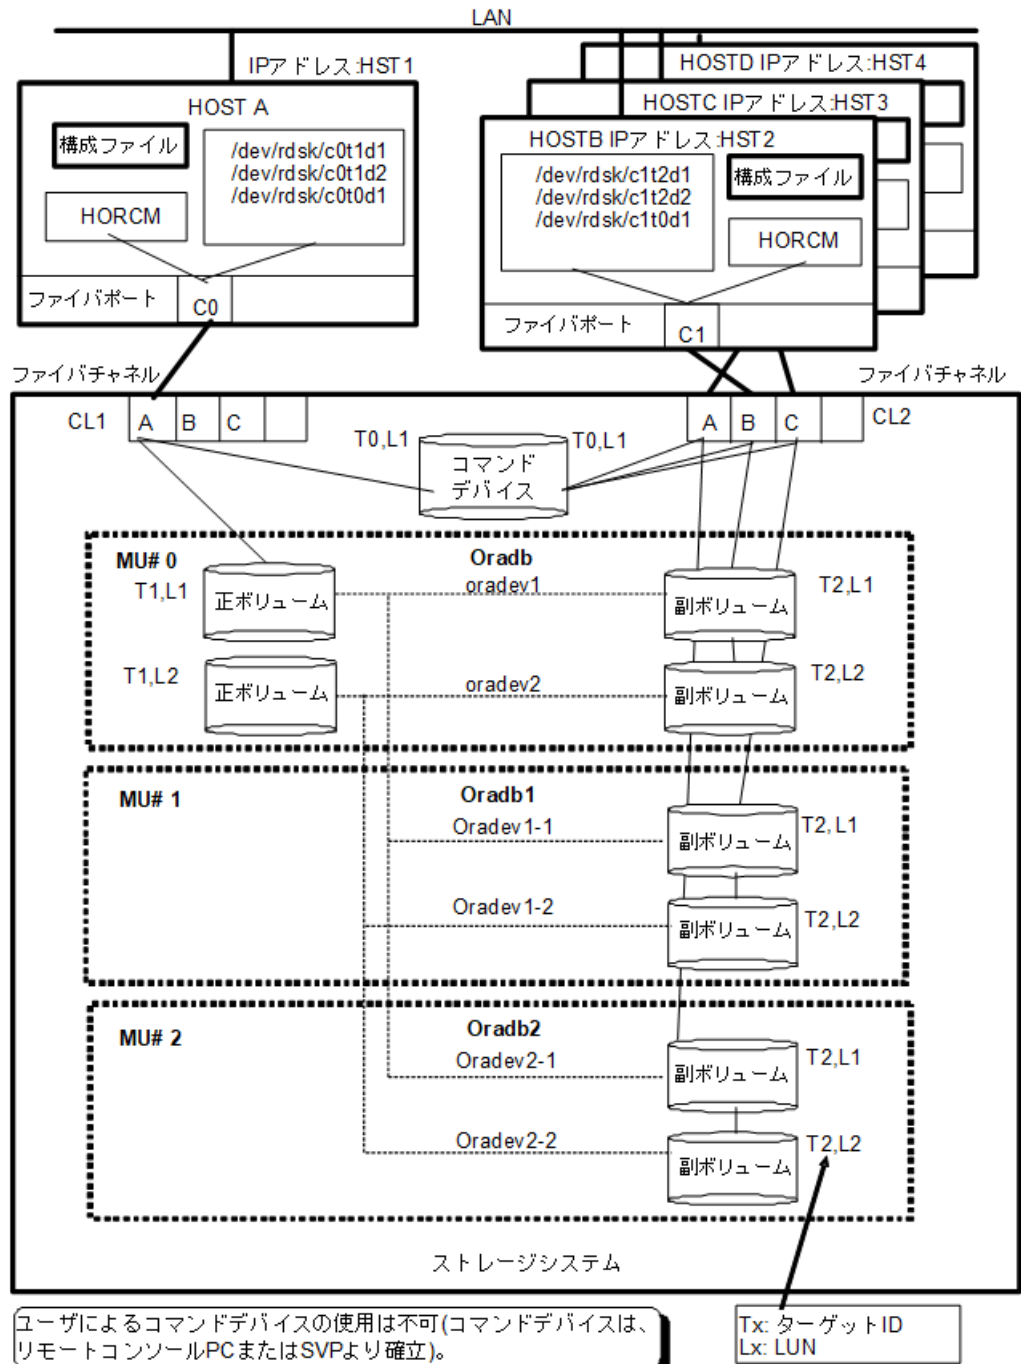 LAN
IPアドレス:HST1
HOST A
構成ファイル
/dev/rdsk/c0t1d1
/dev/rdsk/c0t1d2
/dev/rdsk/c0t0d1
HORCM
ファイバポート
C0
HOSTD IPアドレス:HST4
HOSTC IPアドレス:HST3
HOSTB IPアドレス:HST2
/dev/rdsk/c1t2d1
/dev/rdsk/c1t2d2
/dev/rdsk/c1t0d1
構成ファイル
HORCM
ファイバポート
C1
ファイバチャネル
ファイバチャネル
CL1
A
B
C
A
B
C
CL2
T0,L1
コマンド
デバイス
T0,L1
MU# 0
Oradb
T1,L1
正ボリューム
oradev1
副ボリューム
T2,L1
T1,L2
正ボリューム
oradev2
副ボリューム
T2,L2
MU# 1
Oradb1
Oradev1-1
副ボリューム
T2, L1
Oradev1-2
副ボリューム
T2,L2
MU# 2
Oradb2
Oradev2-1
副ボリューム
T2,L1
Oradev2-2
副ボリューム
T2,L2
ストレージシステム
ユーザによるコマンドデバイスの使用は不可(コマンドデバイスは、
リモートコンソールPCまたはSVPより確立)。
Tx: ターゲットID
Lx: LUN